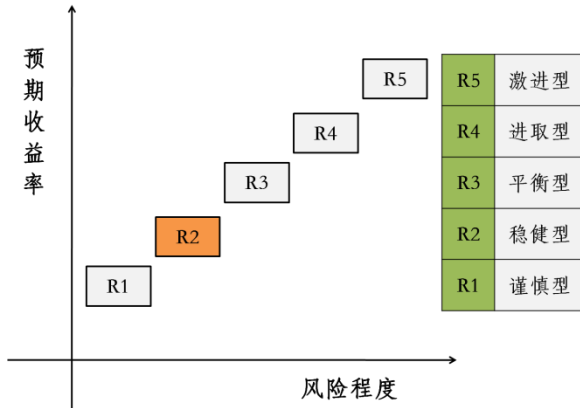 预期收益率
R5
R4
R3
R2
R1
风险程度
R5 激进型
R4 进取型
R3 平衡型
R2 稳健型
R1 谨慎型